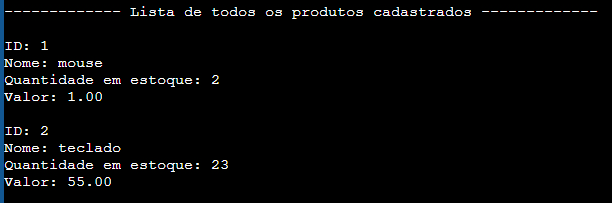 ------------- Lista de todos os produtos cadastrados -------------
ID: 1
Nome: mouse
Quantidade em estoque: 2
Valor: 1.00
ID: 2
Nome: teclado
Quantidade em estoque: 23
Valor: 55.00